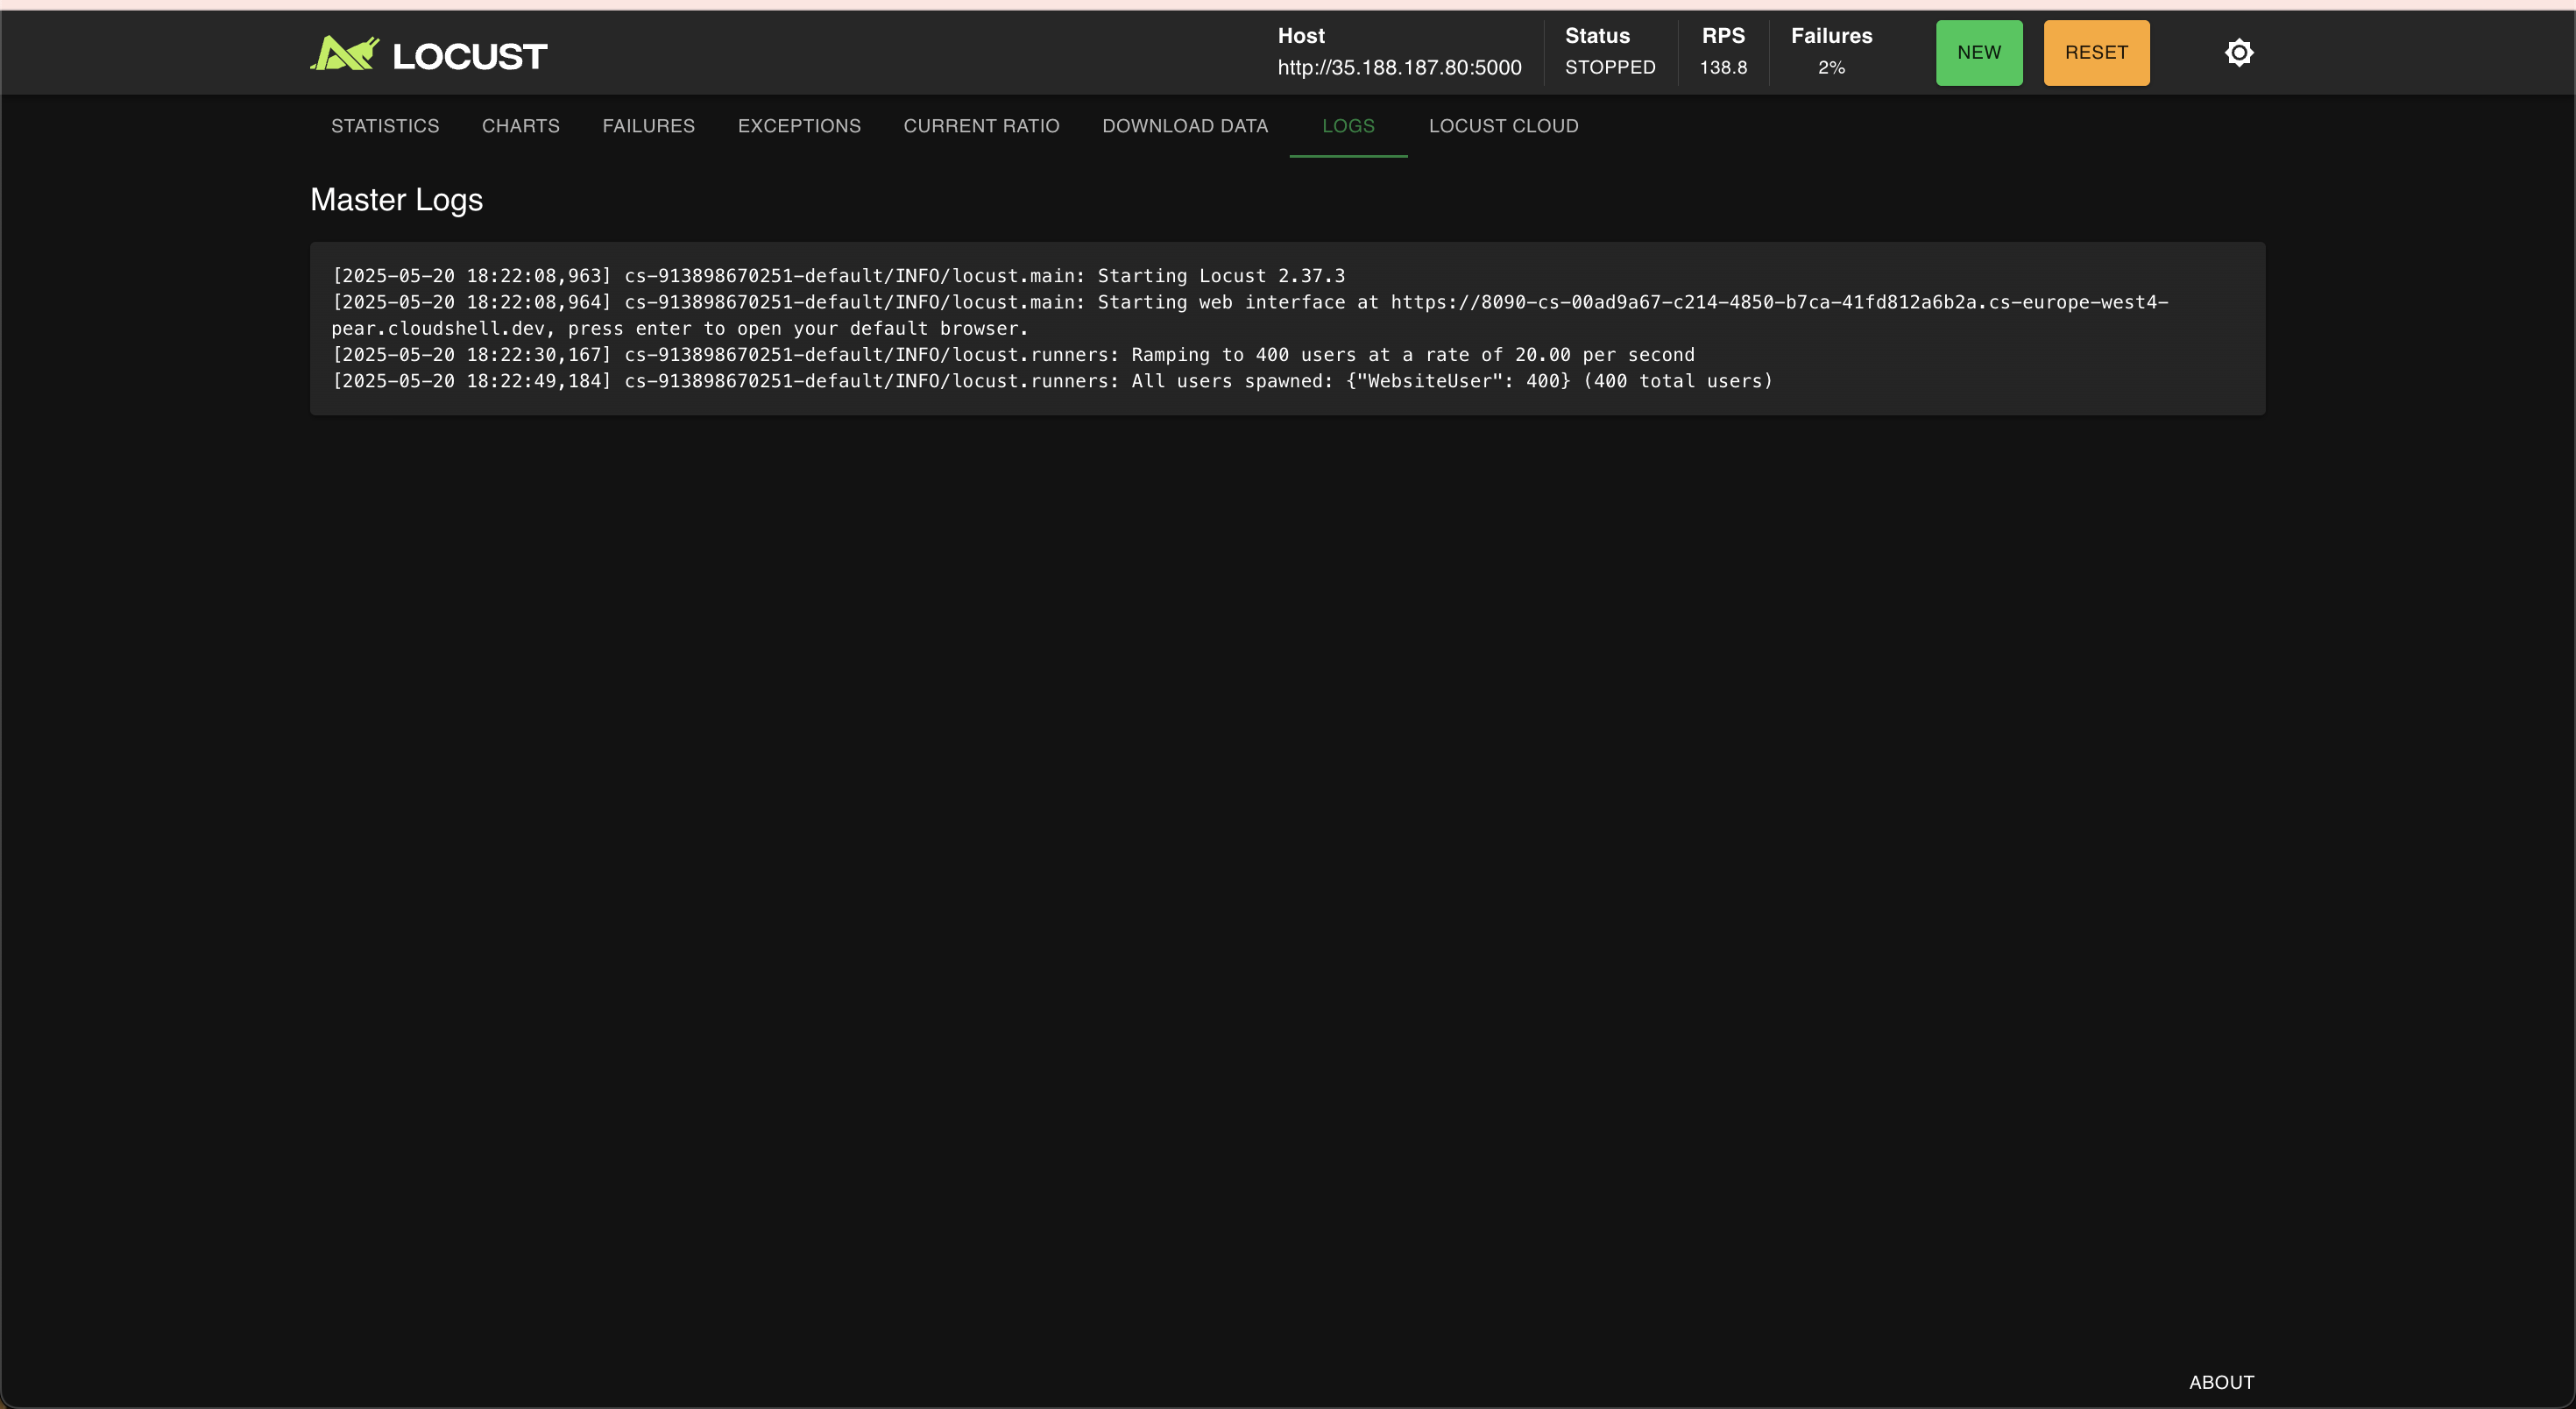 LOCUST
Host
http://35.188.187.80:5000
Status
STOPPED
RPS
138.8
Failures
2%
NEW
RESET
STATISTICS
CHARTS
FAILURES
EXCEPTIONS
CURRENT RATIO
DOWNLOAD DATA
LOGS
LOCUST CLOUD
Master Logs
[2025-05-20 18:22:08,963] cs-913898670251-default/INFO/locust.main: Starting Locust 2.37.3
[2025-05-20 18:22:08,964] cs-913898670251-default/INFO/locust.main: Starting web interface at https://8090-cs-00ad9a67-c214-4850-b7ca-41fd812a6b2a.cs-europe-west4-
pear.cloudshell.dev, press enter to open your default browser.
[2025-05-20 18:22:30,167] cs-913898670251-default/INFO/locust.runners: Ramping to 400 users at a rate of 20.00 per second
[2025-05-20 18:22:49,184] cs-913898670251-default/INFO/locust.runners: All users spawned: {"WebsiteUser": 400} (400 total users)
ABOUT